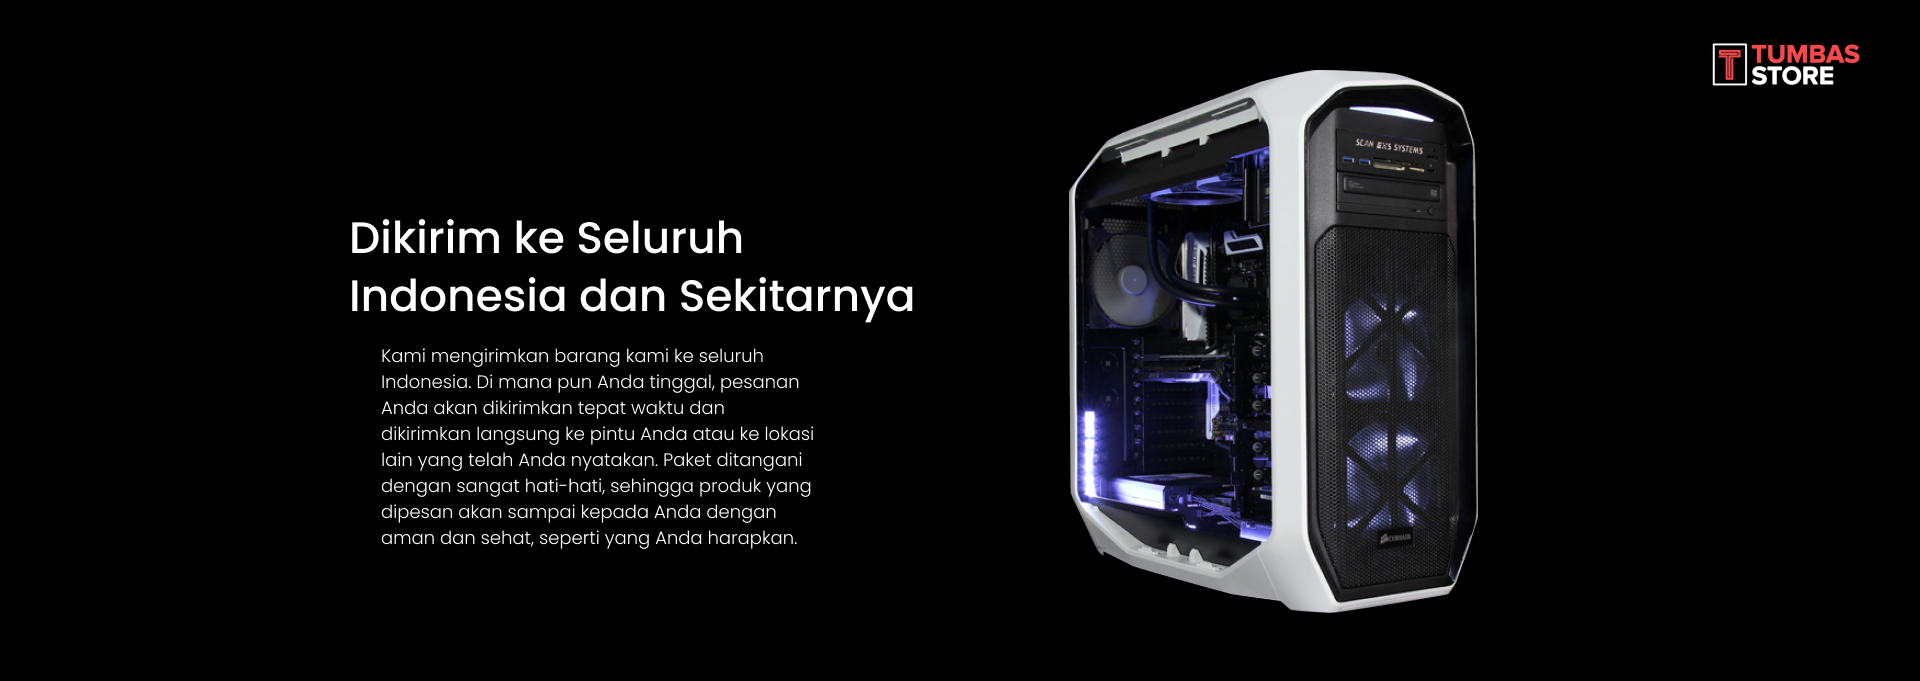 TUMBAS
STORE
SCAN 3XS SYSTEMS
Dikirim ke Seluruh
Indonesia dan Sekitarnya
Kami mengirimkan barang kami ke seluruh
Indonesia. Di mana pun Anda tinggal, pesanan
Anda akan dikirimkan tepat waktu dan
dikirimkan langsung ke pintu Anda atau ke lokasi
lain yang telah Anda nyatakan. Paket ditangani
dengan sangat hati-hati, sehingga produk yang
dipesan akan sampai kepada Anda dengan
aman dan sehat, seperti yang Anda harapkan.
CORSAIR